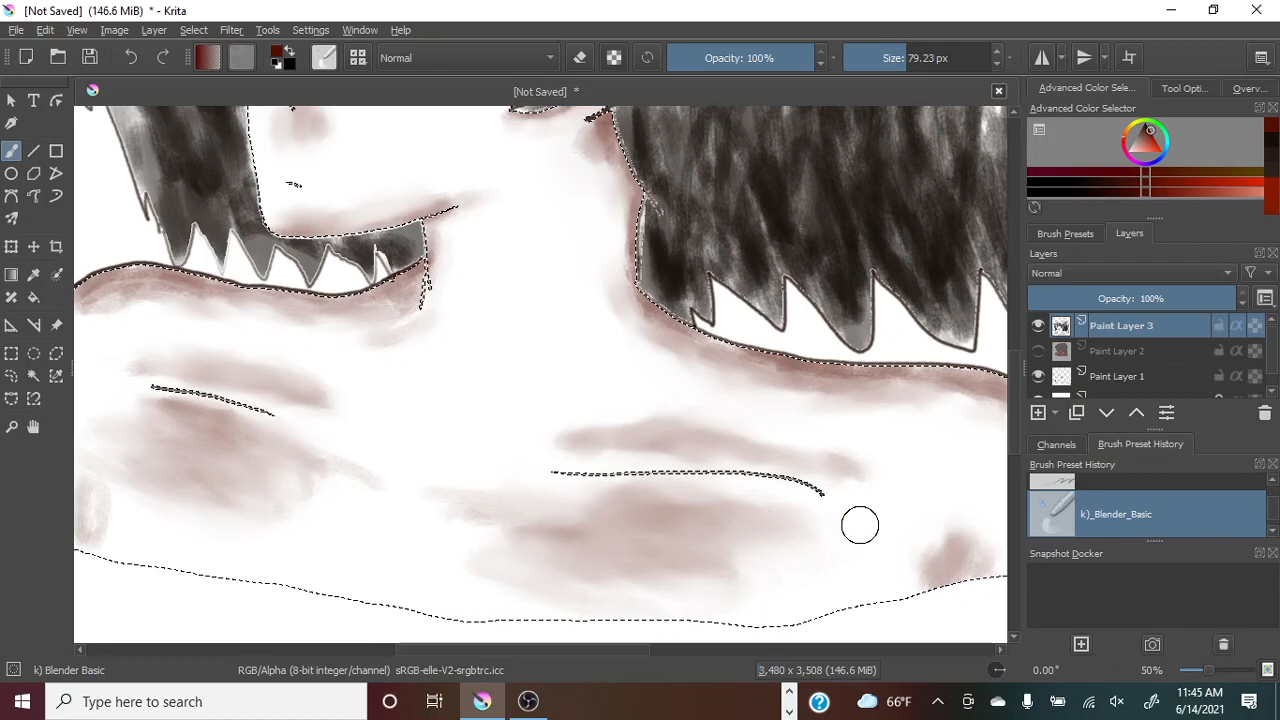 [Not Saved] (146.6 MiB) * - Krita
File Edit View Image Layer Select Filter Tools Settings Window Help
Normal
Opacity: 100%
Size: 79.23 px
[Not Saved] *
Advanced Color Sele...
Tool Opti...
Overv...
Advanced Color Selector
Brush Presets
Layers
Layers
Normal
Opacity: 100%
Paint Layer 3
Paint Layer 2
Paint Layer 1
Channels
Brush Preset History
Brush Preset History
k)_Blender_Basic
Snapshot Docker
k) Blender Basic
RGB/Alpha (8-bit integer/channel) sRGB-elle-V2-srgbtrc.icc
3,480 x 3,508 (146.6 MiB)
0.00°
50%
Type here to search
66°F
11:45 AM
6/14/2021